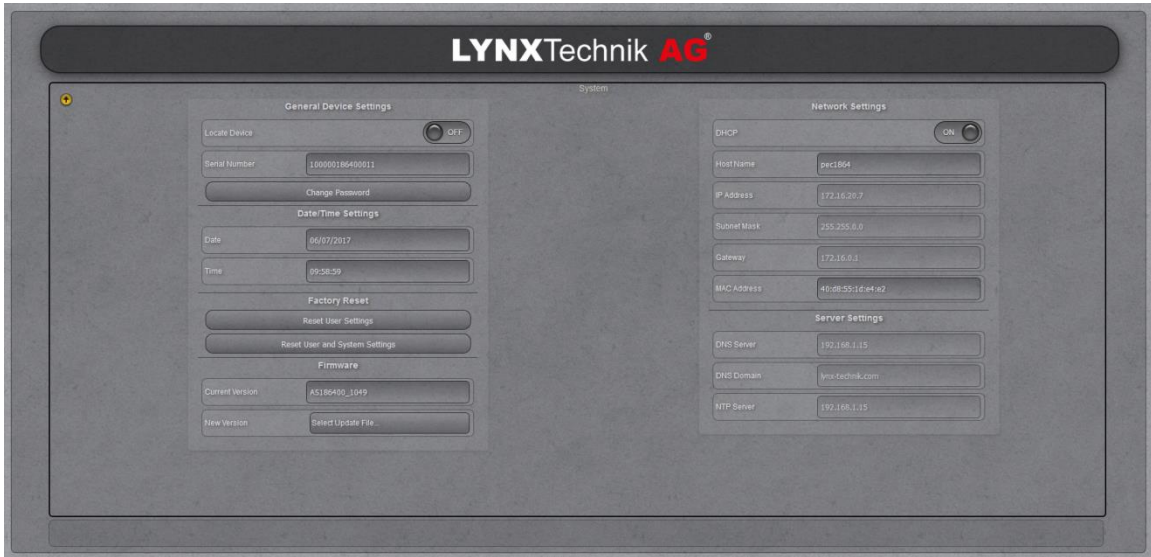 LYNXTechnik AG®
System
General Device Settings
Locate Device OFF
Serial Number 100000186400011
Change Password
Date/Time Settings
Date 06/07/2017
Time 09:58:59
Factory Reset
Reset User Settings
Reset User and System Settings
Firmware
Current Version AS186400_1049
New Version Select Update File...
Network Settings
DHCP ON
Host Name pec1864
IP Address 172.16.20.7
Subnet Mask 255.255.0.0
Gateway 172.16.0.1
MAC Address 40:d8:55:1d:e4:e2
Server Settings
DNS Server 192.168.1.15
DNS Domain lynx-technik.com
NTP Server 192.168.1.15